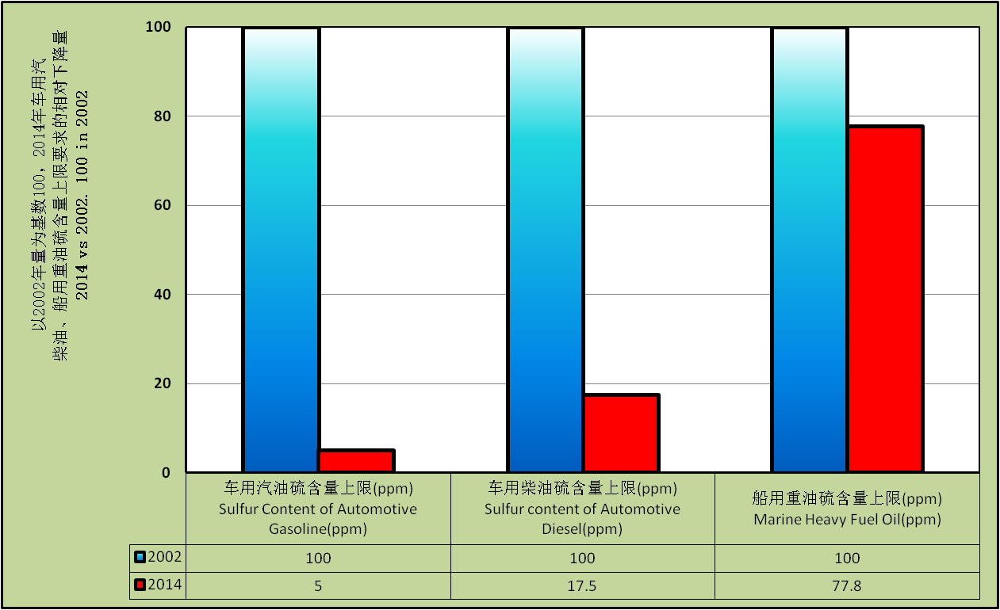 以2002年量为基数100，2014年车用汽
柴油、船用重油硫含量上限要求的相对下降量
2014 vs 2002. 100 in 2002
100
80
60
40
20
0
车用汽油硫含量上限(ppm)
Sulfur Content of Automotive
Gasoline(ppm)
车用柴油硫含量上限(ppm)
Sulfur content of Automotive
Diesel(ppm)
船用重油硫含量上限(ppm)
Marine Heavy Fuel Oil(ppm)
2002 100 100 100
2014 5 17.5 77.8